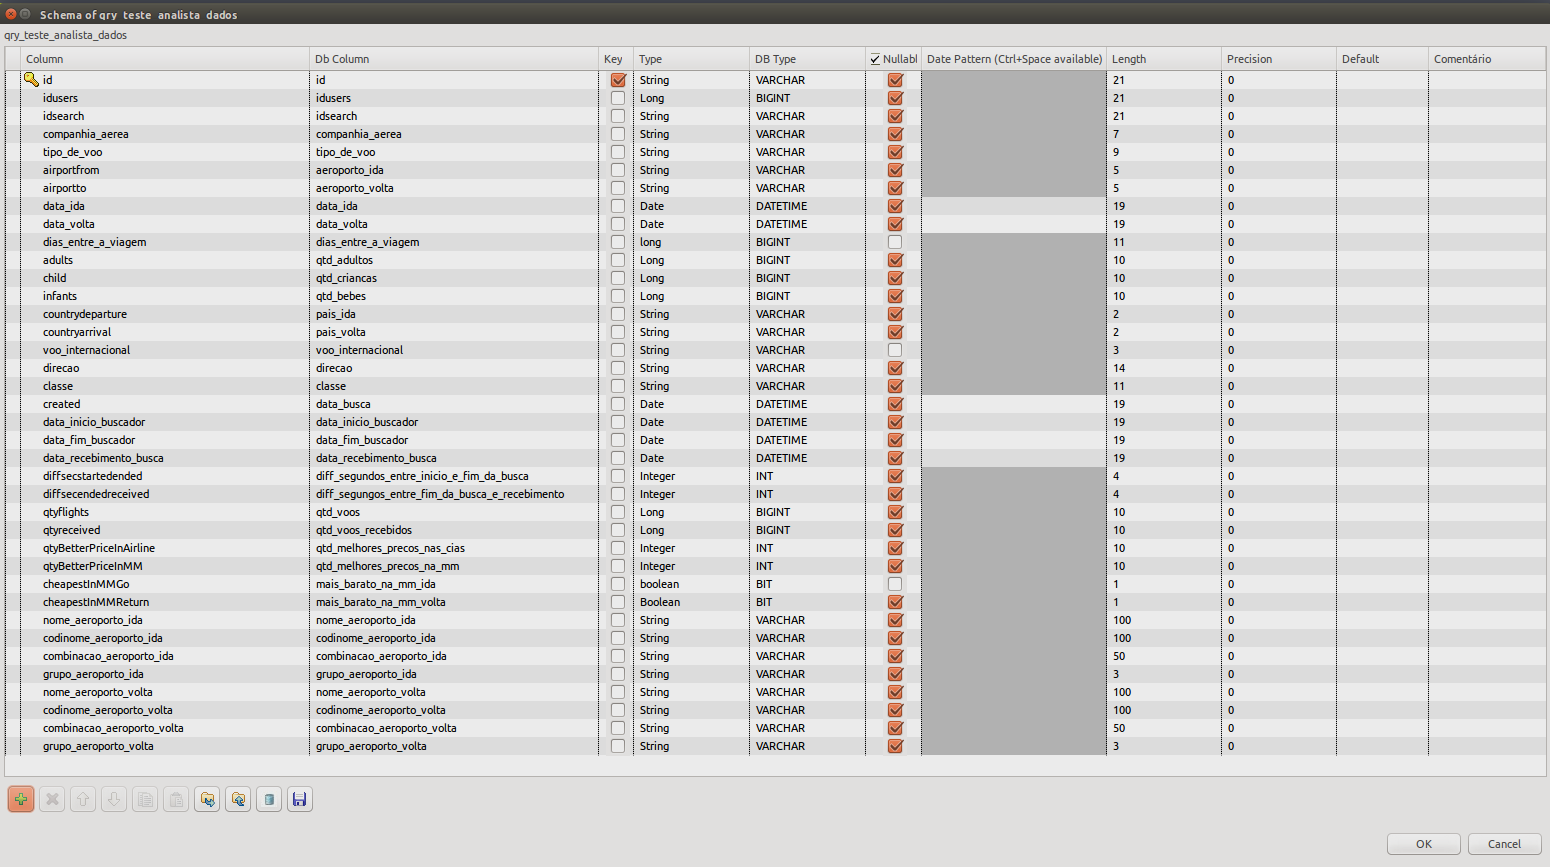 Schema of qry_teste_analista_dados
qry_teste_analista_dados
Column Db Column Key Type DB Type Nullabl Date Pattern (Ctrl+Space available) Length Precision Default Comentário
id id String VARCHAR 21 0
idusers idusers Long BIGINT 21 0
idsearch idsearch String VARCHAR 21 0
companhia_aerea companhia_aerea String VARCHAR 7 0
tipo_de_voo tipo_de_voo String VARCHAR 9 0
airportfrom aeroporto_ida String VARCHAR 5 0
airportto aeroporto_volta String VARCHAR 5 0
data_ida data_ida Date DATETIME 19 0
data_volta data_volta Date DATETIME 19 0
dias_entre_a_viagem dias_entre_a_viagem long BIGINT 11 0
adults qtd_adultos Long BIGINT 10 0
child qtd_criancas Long BIGINT 10 0
infants qtd_bebes Long BIGINT 10 0
countrydeparture pais_ida String VARCHAR 2 0
countryarrival pais_volta String VARCHAR 2 0
voo_internacional voo_internacional String VARCHAR 3 0
direcao direcao String VARCHAR 14 0
classe classe String VARCHAR 11 0
created data_busca Date DATETIME 19 0
data_inicio_buscador data_inicio_buscador Date DATETIME 19 0
data_fim_buscador data_fim_buscador Date DATETIME 19 0
data_recebimento_busca data_recebimento_busca Date DATETIME 19 0
diffsecstartedended diff_segundos_entre_inicio_e_fim_da_busca Integer INT 4 0
diffsecendedreceived diff_segungos_entre_fim_da_busca_e_recebimento Integer INT 4 0
qtyflights qtd_voos Long BIGINT 10 0
qtyreceived qtd_voos_recebidos Long BIGINT 10 0
qtyBetterPriceInAirline qtd_melhores_precos_nas_cias Integer INT 10 0
qtyBetterPriceInMM qtd_melhores_precos_na_mm Integer INT 10 0
cheapestInMMGo mais_barato_na_mm_ida boolean BIT 1 0
cheapestInMMReturn mais_barato_na_mm_volta Boolean BIT 1 0
nome_aeroporto_ida nome_aeroporto_ida String VARCHAR 100 0
codinome_aeroporto_ida codinome_aeroporto_ida String VARCHAR 100 0
combinacao_aeroporto_ida combinacao_aeroporto_ida String VARCHAR 50 0
grupo_aeroporto_ida grupo_aeroporto_ida String VARCHAR 3 0
nome_aeroporto_volta nome_aeroporto_volta String VARCHAR 100 0
codinome_aeroporto_volta codinome_aeroporto_volta String VARCHAR 100 0
combinacao_aeroporto_volta combinacao_aeroporto_volta String VARCHAR 50 0
grupo_aeroporto_volta grupo_aeroporto_volta String VARCHAR 3 0
OK Cancel